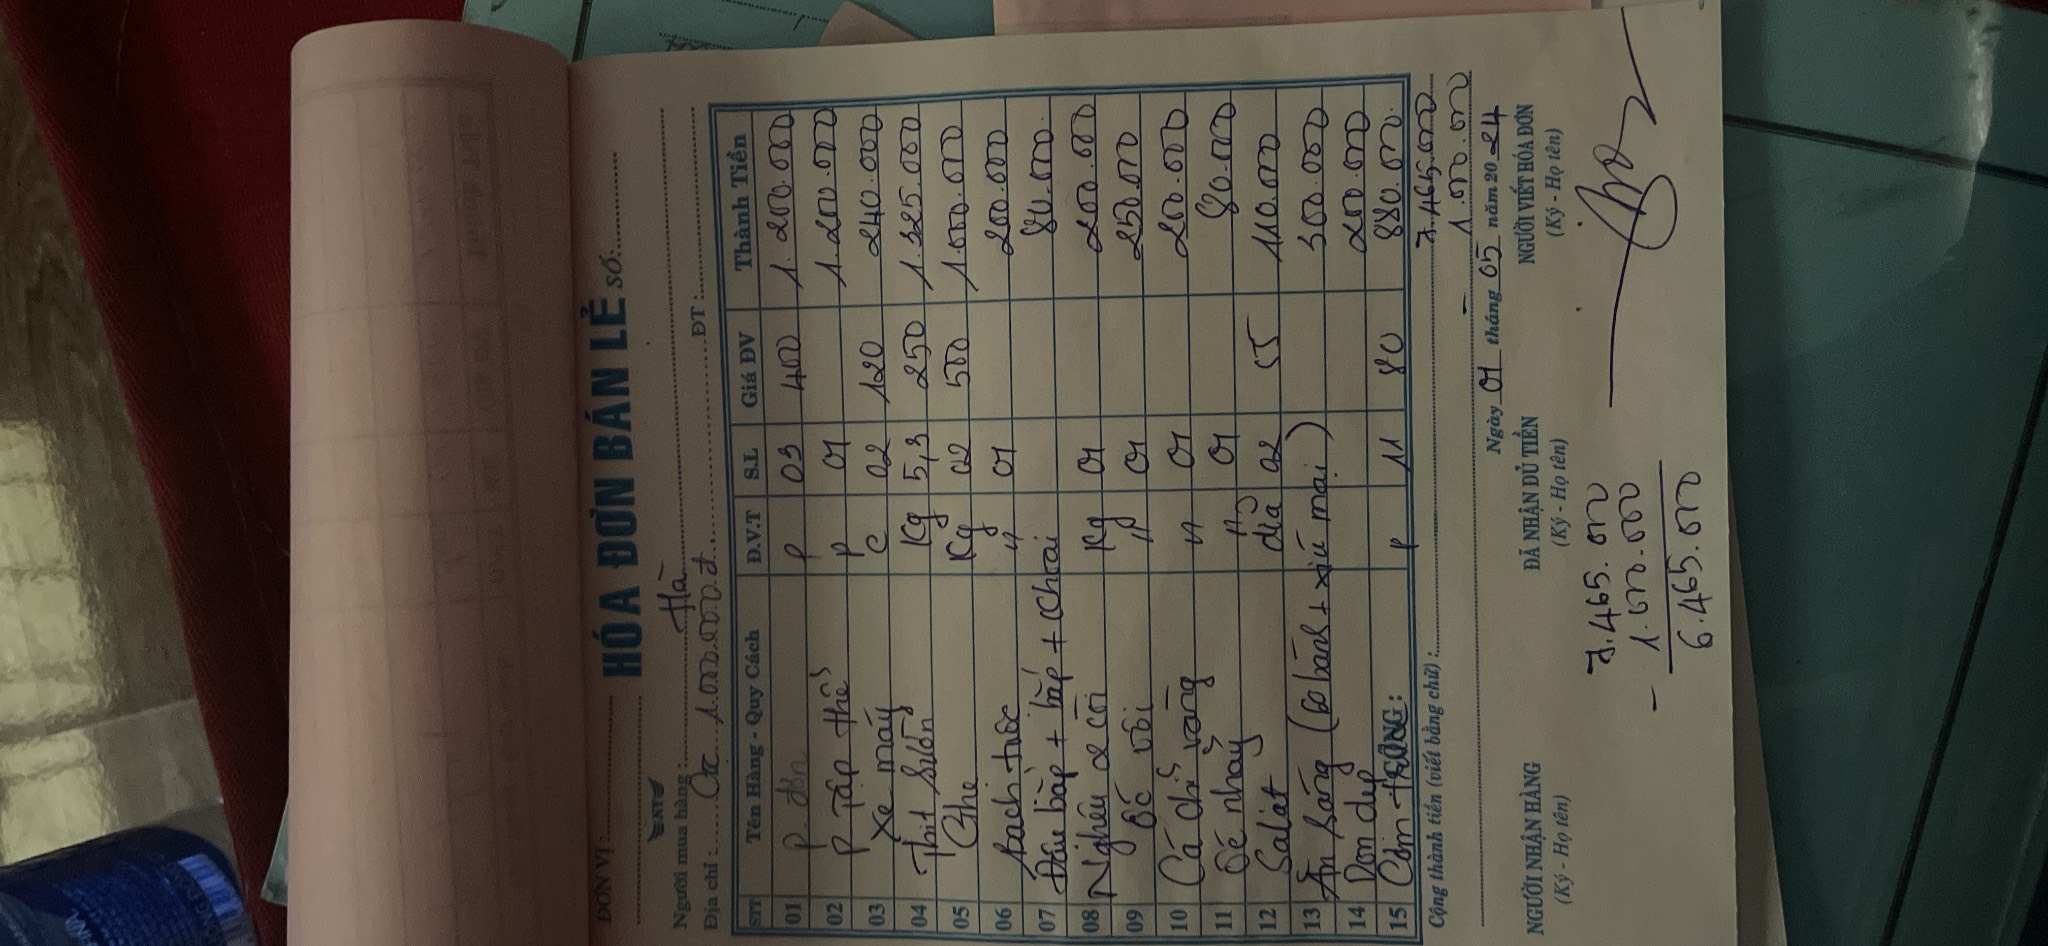 HÓA ĐƠN BÁN LẺ SỐ:
ĐƠN VỊ:
NY
Người mua hàng: Hà
Địa chỉ: Cọc 1.000.000.đ ĐT:
STT Tên Hàng - Quy Cách Đ.V.T S.L Giá ĐV Thành Tiền
01 P. đơn P 03 400 1.200.000
02 P Tập thể P 01 1.200.000
03 Xe máy C 02 120 240.000
04 Thịt sườn Kg 5,3 250 1.325.000
05 Ghẹ Kg 02 500 1.000.000
06 Bạch tuộc " 01 200.000
07 Đậu bắp + bắp + (Khoai 80.000
08 Nghêu 2 cồi Kg 01 200.000
09 Ốc vôi " 01 250.000
10 Cá chỉ vàng " 01 200.000
11 Ốc nhảy " 01 80.000
12 Salat dĩa 02 55 110.000
13 Ăn sáng (20 bánh + xíu mại) 300.000
14 Dọn dẹp 200.000
15 Cơm CỘNG: P 11 80 880.000
Cộng thành tiền (viết bằng chữ): 7.465.000
- 1.000.000
Ngày 01 tháng 05 năm 2024
NGƯỜI NHẬN HÀNG ĐÃ NHẬN ĐỦ TIỀN NGƯỜI VIẾT HÓA ĐƠN
(Ký - Họ tên) (Ký - Họ tên) (Ký - Họ tên)
7.465.000
- 1.000.000
6.465.000